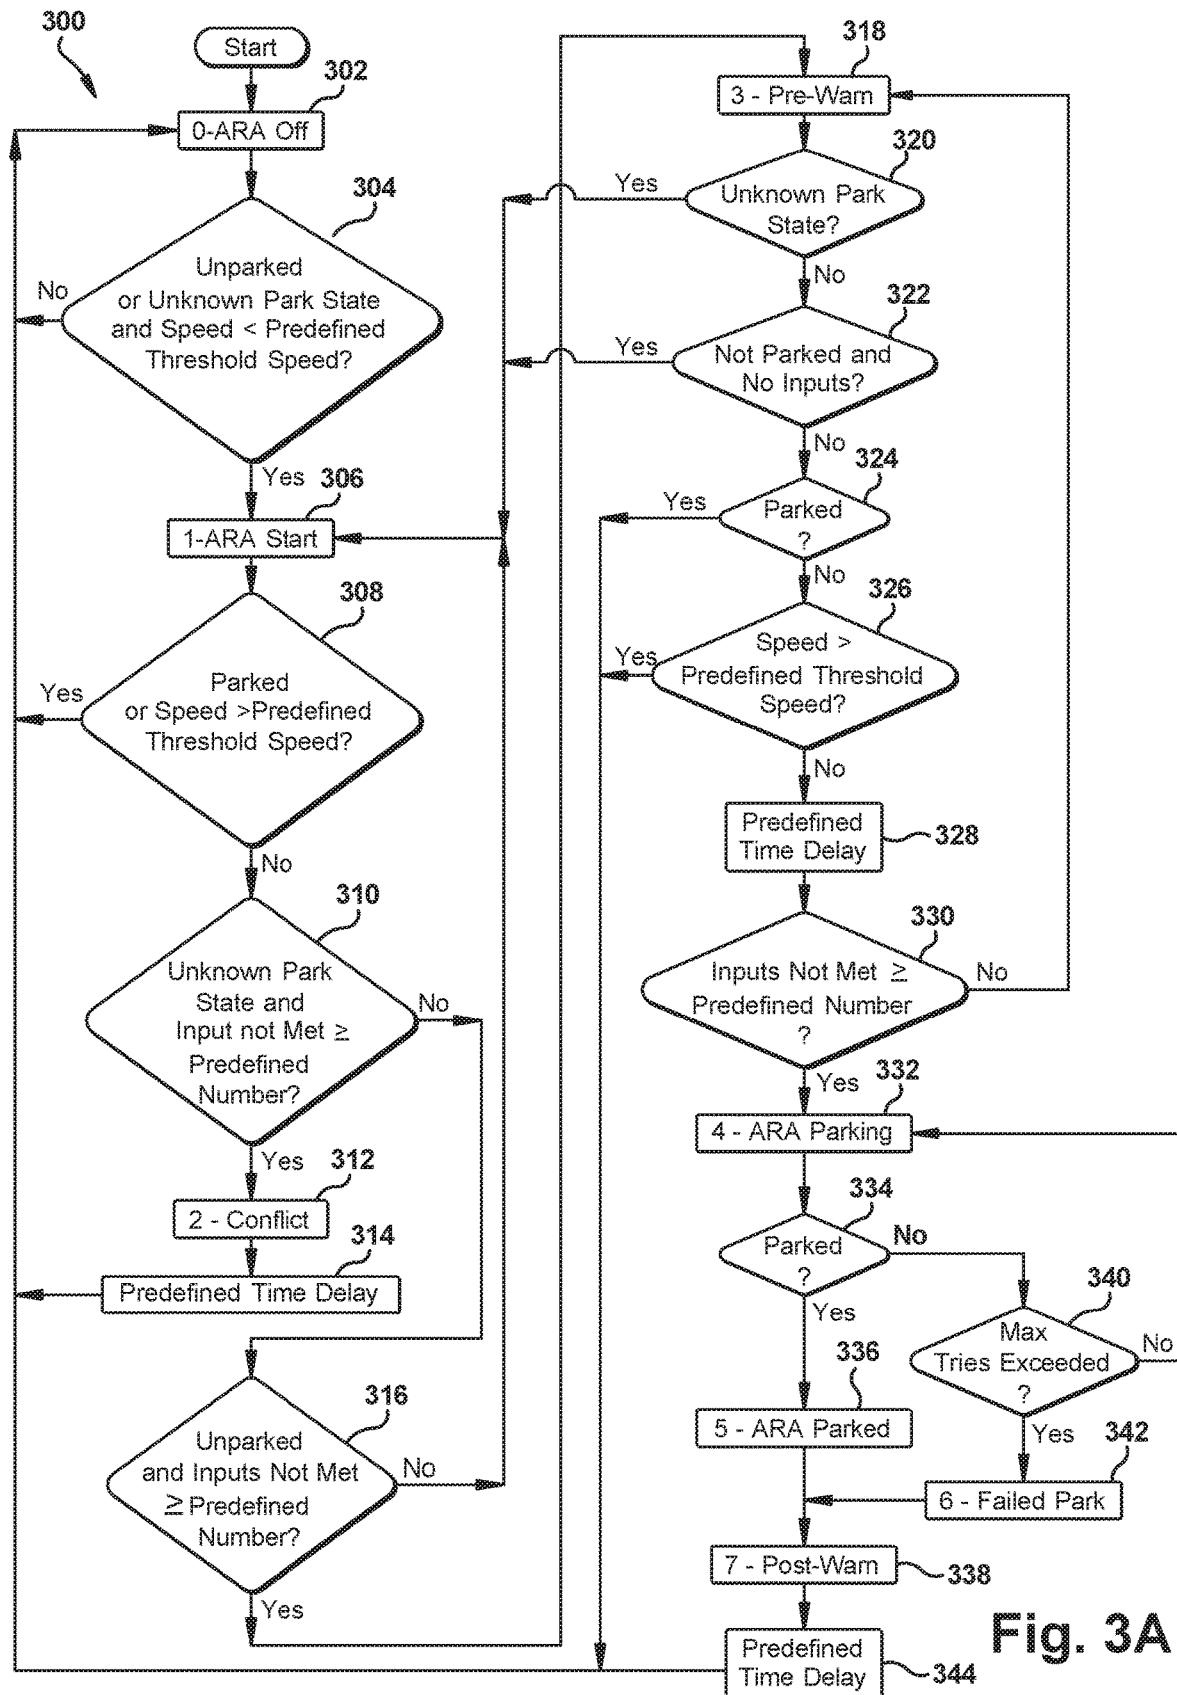 300
Start
302
0-ARA Off
304
Unparked
or Unknown Park State
and Speed < Predefined
Threshold Speed?
No
Yes
306
1-ARA Start
308
Parked
or Speed >Predefined
Threshold Speed?
Yes
No
310
Unknown Park
State and
Input not Met ≥
Predefined
Number?
No
Yes
312
2 - Conflict
314
Predefined Time Delay
316
Unparked
and Inputs Not Met
≥ Predefined
Number?
No
Yes
318
3 - Pre-Warn
320
Unknown Park
State?
Yes
No
322
Not Parked and
No Inputs?
Yes
No
324
Parked
?
Yes
No
326
Speed >
Predefined Threshold
Speed?
Yes
No
Predefined
Time Delay
328
330
Inputs Not Met ≥
Predefined Number
?
No
Yes
332
4 - ARA Parking
334
Parked
?
No
Yes
340
Max
Tries Exceeded
?
No
Yes
336
5 - ARA Parked
342
6 - Failed Park
7 - Post-Warn
338
Predefined
Time Delay
344
Fig. 3A